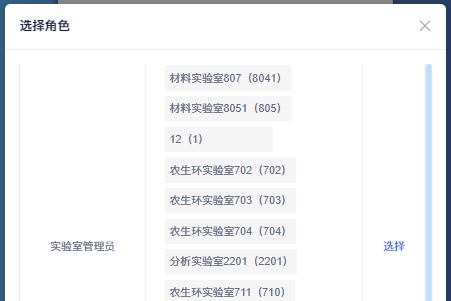 选择角色
材料实验室807（8041）
材料实验室8051（805）
12（1）
农生环实验室702（702）
农生环实验室703（703）
农生环实验室704（704）
实验室管理员
选择
分析实验室2201（2201）
农生环实验室711（710）